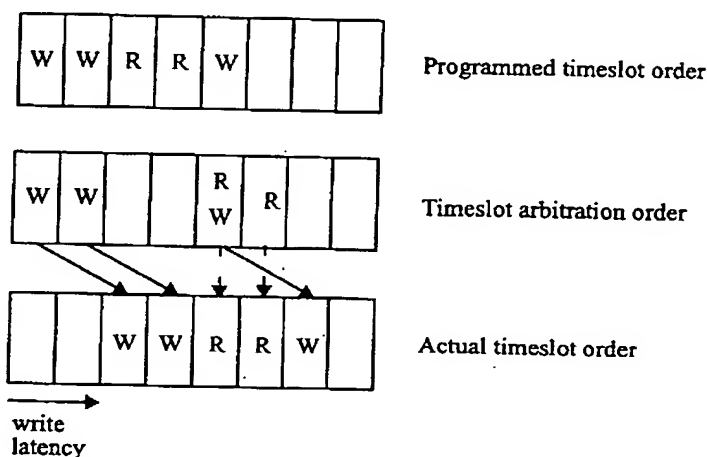 W W R R W
Programmed timeslot order
W W R W R
Timeslot arbitration order
W W R R W
Actual timeslot order
write
latency